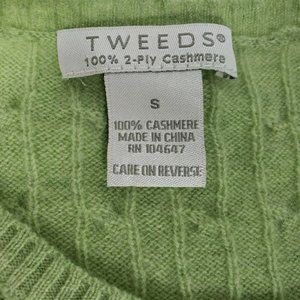 TWEEDS®
100% 2-Ply Cashmere
S
100% CASHMERE
MADE IN CHINA
RN 104647
CARE ON REVERSE